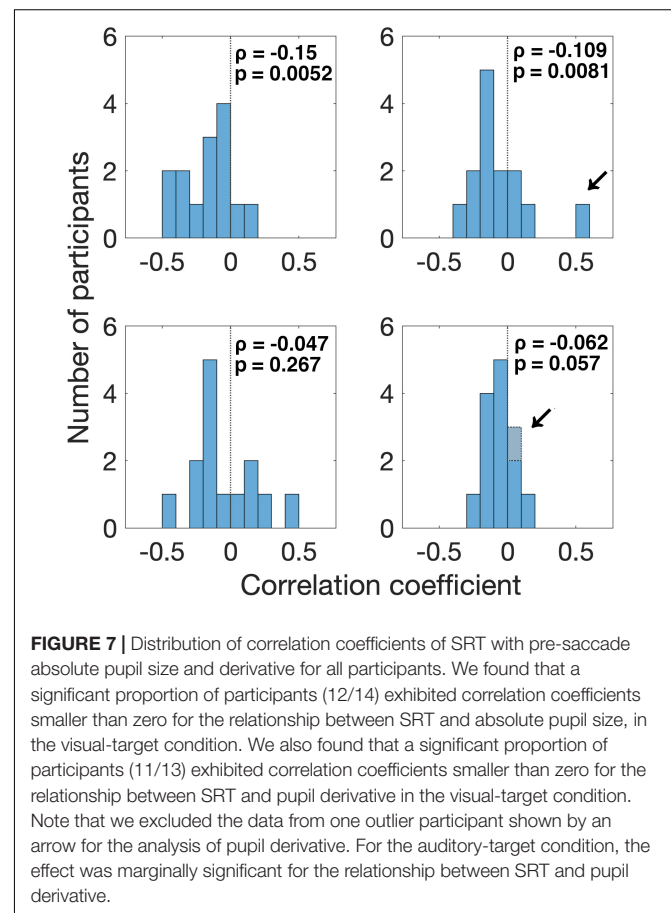 ρ = -0.15
p = 0.0052
6
4
2
0
-0.5 0 0.5
ρ = -0.109
p = 0.0081
6
4
2
0
-0.5 0 0.5
Number of participants
ρ = -0.047
p = 0.267
6
4
2
0
-0.5 0 0.5
ρ = -0.062
p = 0.057
6
4
2
0
-0.5 0 0.5
Correlation coefficient
FIGURE 7 | Distribution of correlation coefficients of SRT with pre-saccade
absolute pupil size and derivative for all participants. We found that a
significant proportion of participants (12/14) exhibited correlation coefficients
smaller than zero for the relationship between SRT and absolute pupil size, in
the visual-target condition. We also found that a significant proportion of
participants (11/13) exhibited correlation coefficients smaller than zero for the
relationship between SRT and pupil derivative in the visual-target condition.
Note that we excluded the data from one outlier participant shown by an
arrow for the analysis of pupil derivative. For the auditory-target condition, the
effect was marginally significant for the relationship between SRT and pupil
derivative.